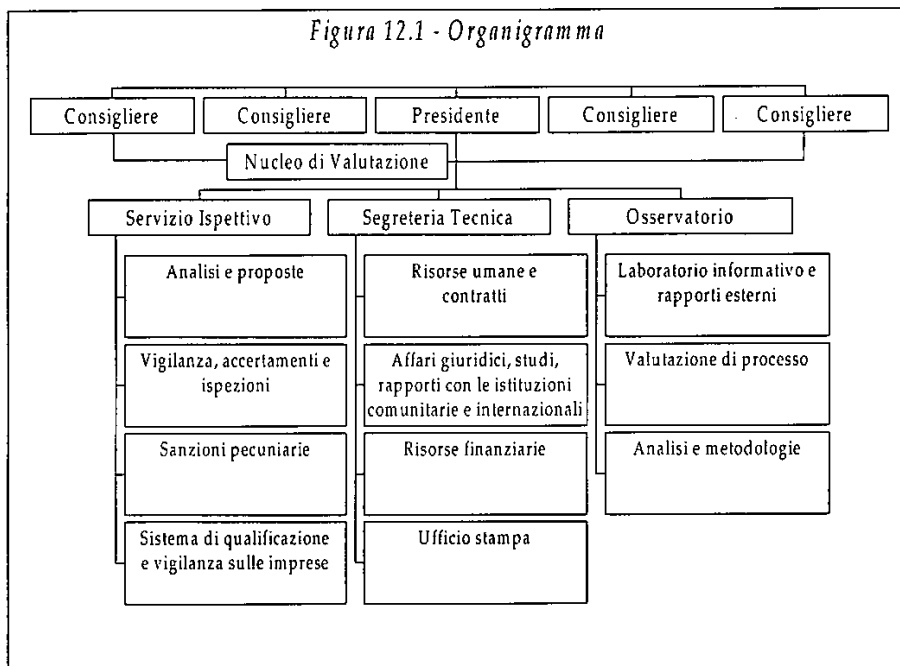 Figura 12.1 - Organigramma
Consigliere
Consigliere
Presidente
Consigliere
Consigliere
Nucleo di Valutazione
Servizio Ispettivo
Segreteria Tecnica
Osservatorio
Analisi e proposte
Risorse umane e
contratti
Laboratorio informativo e
rapporti esterni
Vigilanza, accertamenti e
ispezioni
Affari giuridici, studi,
rapporti con le istituzioni
comunitarie e internazionali
Valutazione di processo
Sanzioni pecuniarie
Risorse finanziarie
Analisi e metodologie
Sistema di qualificazione
e vigilanza sulle imprese
Ufficio stampa